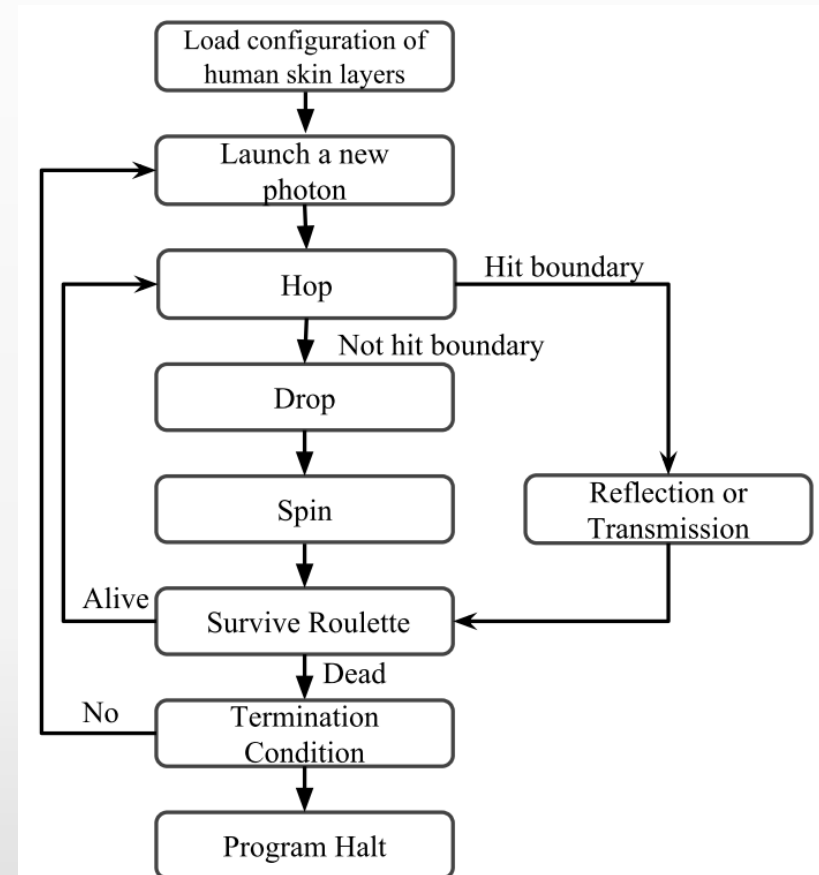 Load configuration of
human skin layers
Launch a new
photon
Hop
Hit boundary
Not hit boundary
Drop
Spin
Reflection or
Transmission
Alive
Survive Roulette
Dead
No
Termination
Condition
Program Halt